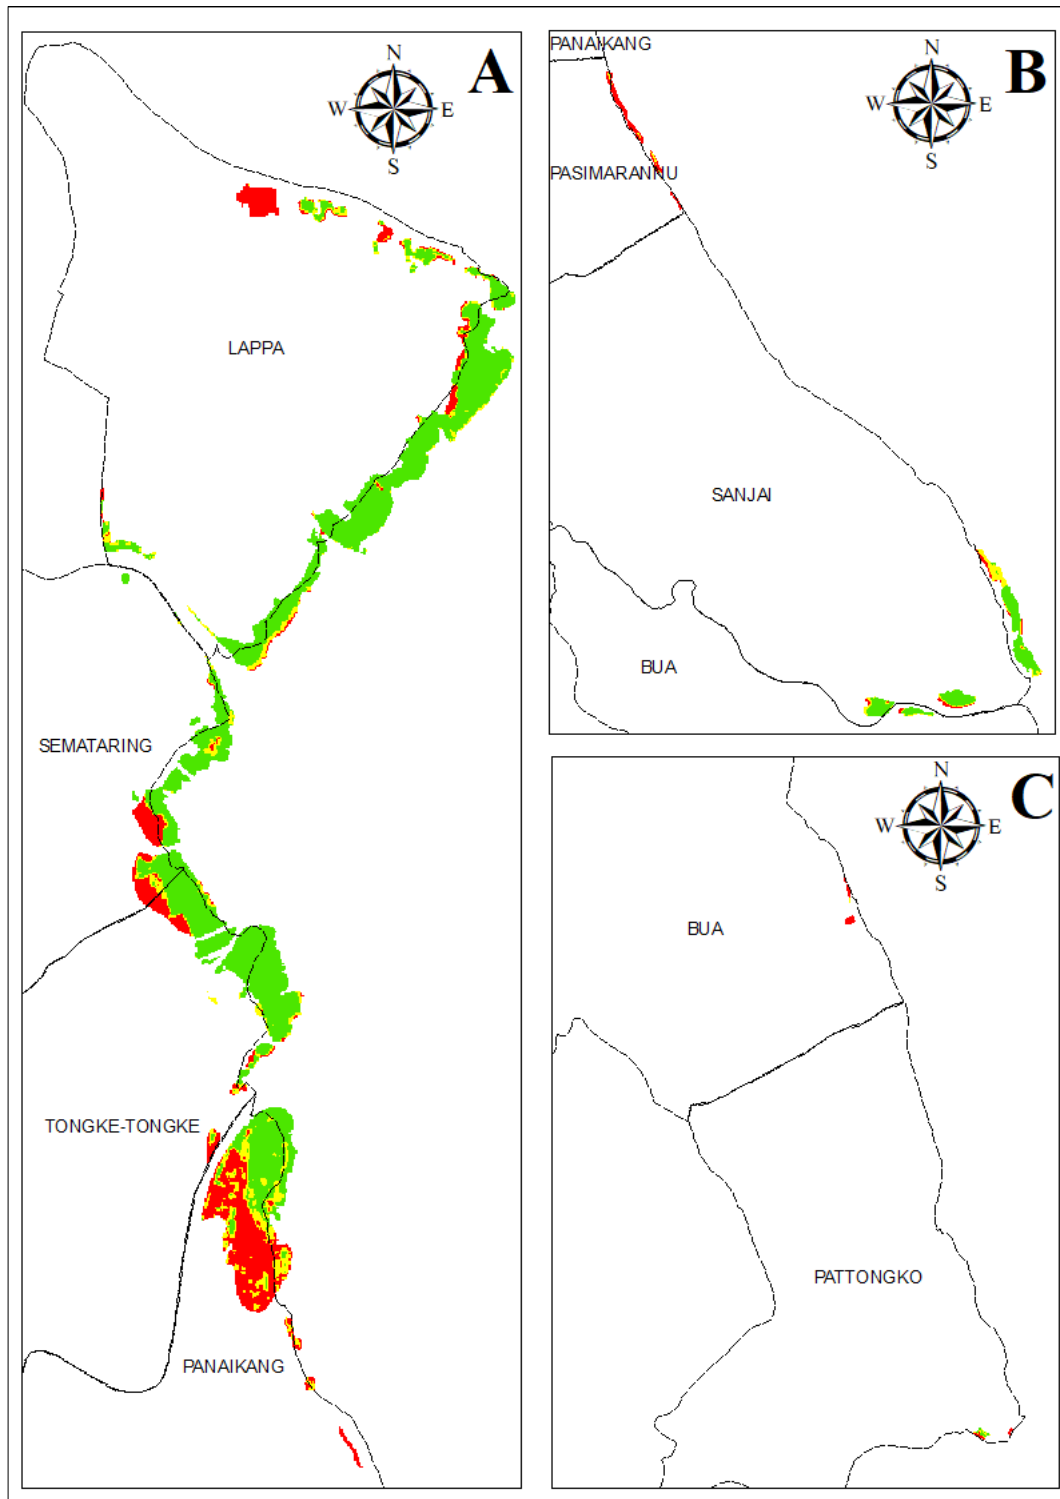 A
N
W
E
S
LAPPA
SEMATARING
TONGKE-TONGKE
PANAIKANG
B
N
W
E
S
PANAIKANG
PASIMARANNU
SANJAI
BUA
C
N
W
E
S
BUA
PATTONGKO